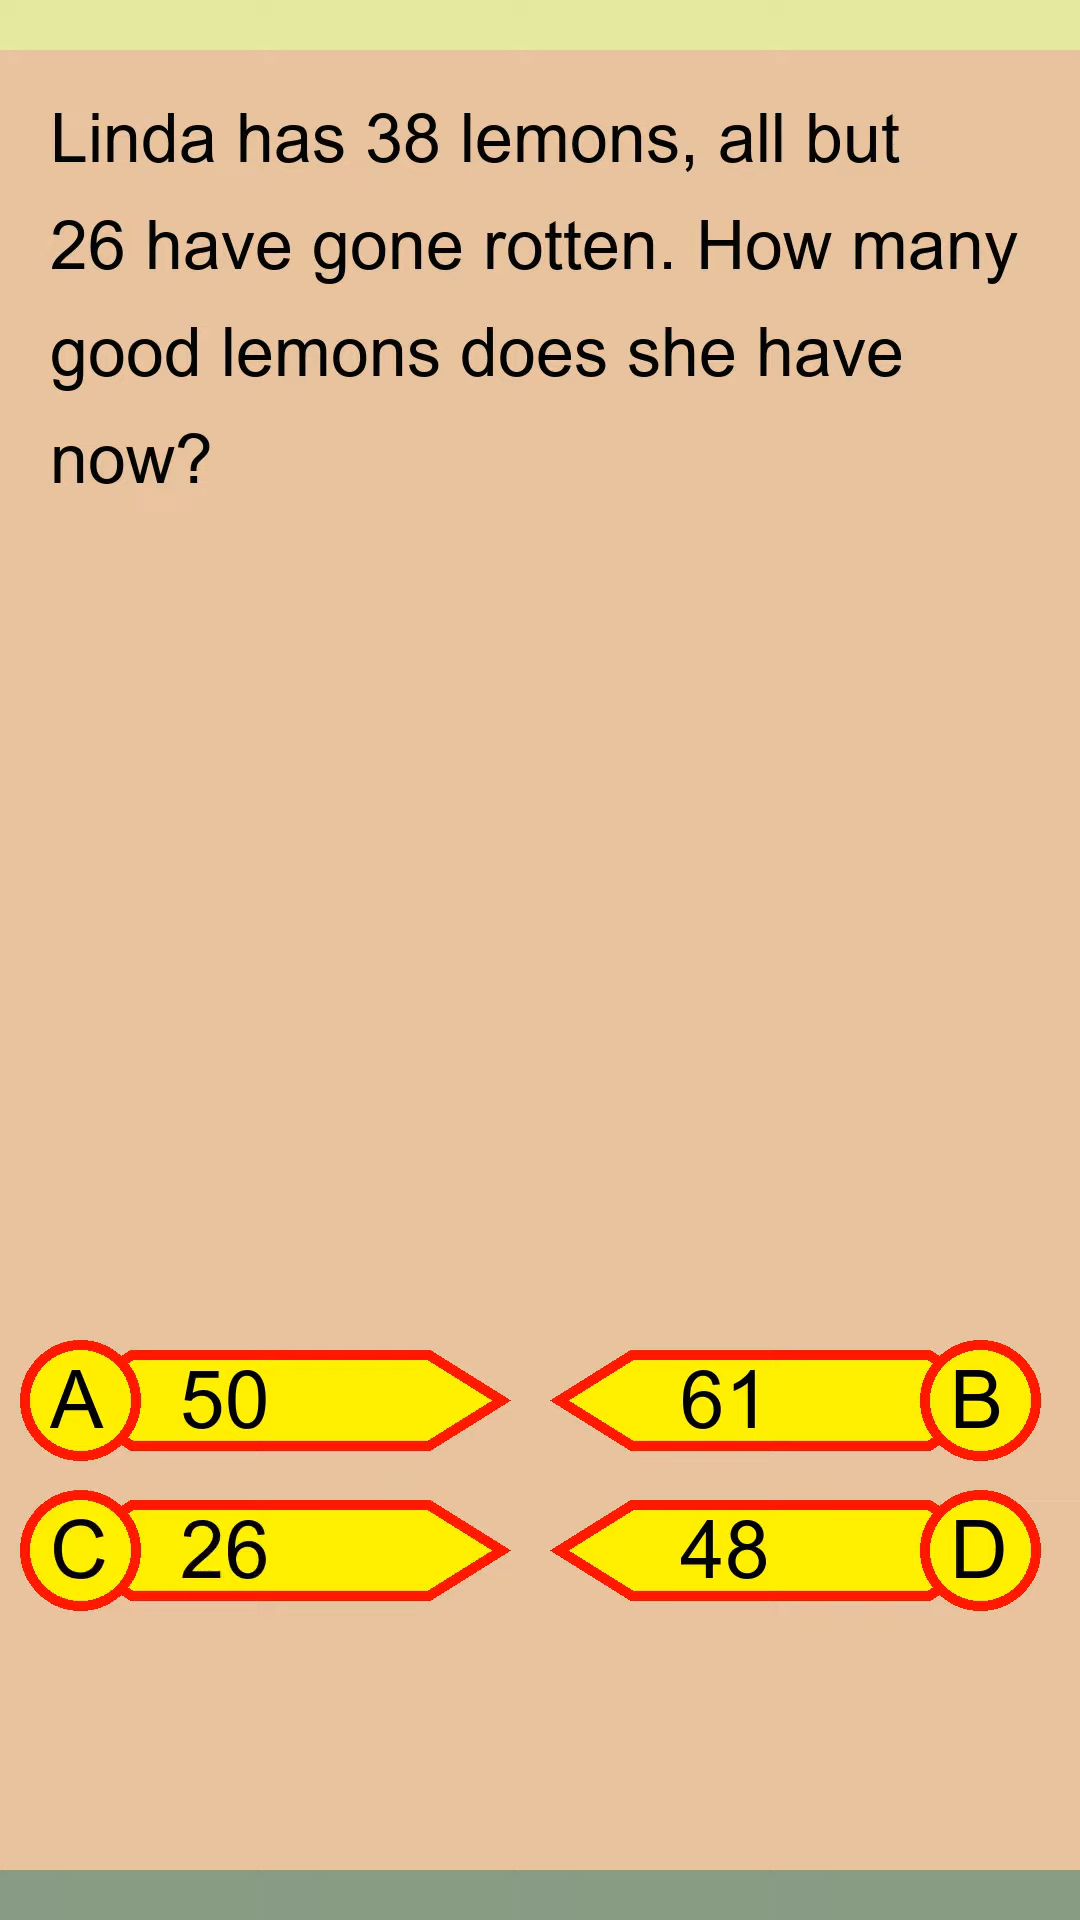 Linda has 38 lemons, all but
26 have gone rotten. How many
good lemons does she have
now?
A 50
61 B
C 26
48 D